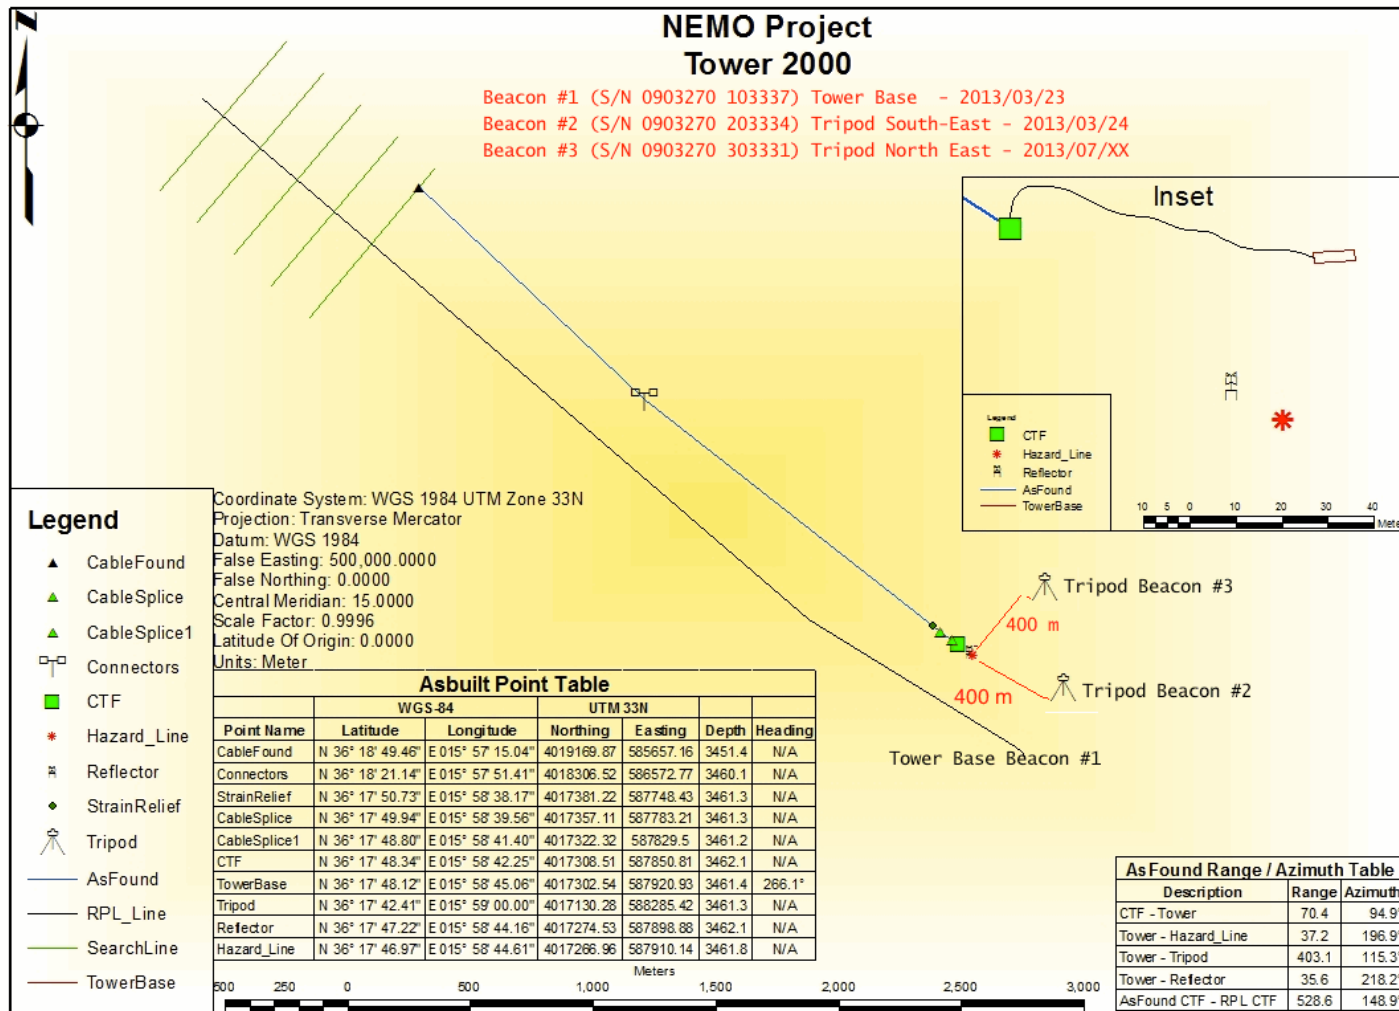 N
NEMO Project
Tower 2000
Beacon #1 (S/N 0903270 103337) Tower Base - 2013/03/23
Beacon #2 (S/N 0903270 203334) Tripod South-East - 2013/03/24
Beacon #3 (S/N 0903270 303331) Tripod North East - 2013/07/XX
Inset
Legend
CTF
Hazard_Line
Reflector
AsFound
TowerBase
10 5 0 10 20 30 40
Mete
Tripod Beacon #3
400 m
Tripod Beacon #2
400 m
Tower Base Beacon #1
Coordinate System: WGS 1984 UTM Zone 33N
Projection: Transverse Mercator
Datum: WGS 1984
False Easting: 500,000.0000
False Northing: 0.0000
Central Meridian: 15.0000
Scale Factor: 0.9996
Latitude Of Origin: 0.0000
Units: Meter
Legend
CableFound
CableSplice
CableSplice1
Connectors
CTF
Hazard_Line
Reflector
StrainRelief
Tripod
AsFound
RPL_Line
SearchLine
TowerBase
Asbuilt Point Table
WGS-84 UTM 33N
Point Name Latitude Longitude Northing Easting Depth Heading
CableFound N 36° 18' 49.46" E 015° 57' 15.04" 4019169.87 585657.16 3451.4 N/A
Connectors N 36° 18' 21.14" E 015° 57' 51.41" 4018306.52 586572.77 3460.1 N/A
StrainRelief N 36° 17' 50.73" E 015° 58' 38.17" 4017381.22 587748.43 3461.3 N/A
CableSplice N 36° 17' 49.94" E 015° 58' 39.56" 4017357.11 587783.21 3461.3 N/A
CableSplice1 N 36° 17' 48.80" E 015° 58' 41.40" 4017322.32 587829.5 3461.2 N/A
CTF N 36° 17' 48.34" E 015° 58' 42.25" 4017308.51 587850.81 3462.1 N/A
TowerBase N 36° 17' 48.12" E 015° 58' 45.06" 4017302.54 587920.93 3461.4 266.1°
Tripod N 36° 17' 42.41" E 015° 59' 00.00" 4017130.28 588285.42 3461.3 N/A
Reflector N 36° 17' 47.22" E 015° 58' 44.16" 4017274.53 587898.88 3462.1 N/A
Hazard_Line N 36° 17' 46.97" E 015° 58' 44.61" 4017266.96 587910.14 3461.8 N/A
Meters
500 250 0 500 1,000 1,500 2,000 2,500 3,000
AsFound Range / Azimuth Table
Description Range Azimuth
CTF - Tower 70.4 94.9°
Tower - Hazard_Line 37.2 196.9°
Tower - Tripod 403.1 115.3°
Tower - Reflector 35.6 218.2°
AsFound CTF - RPL CTF 528.6 148.9°